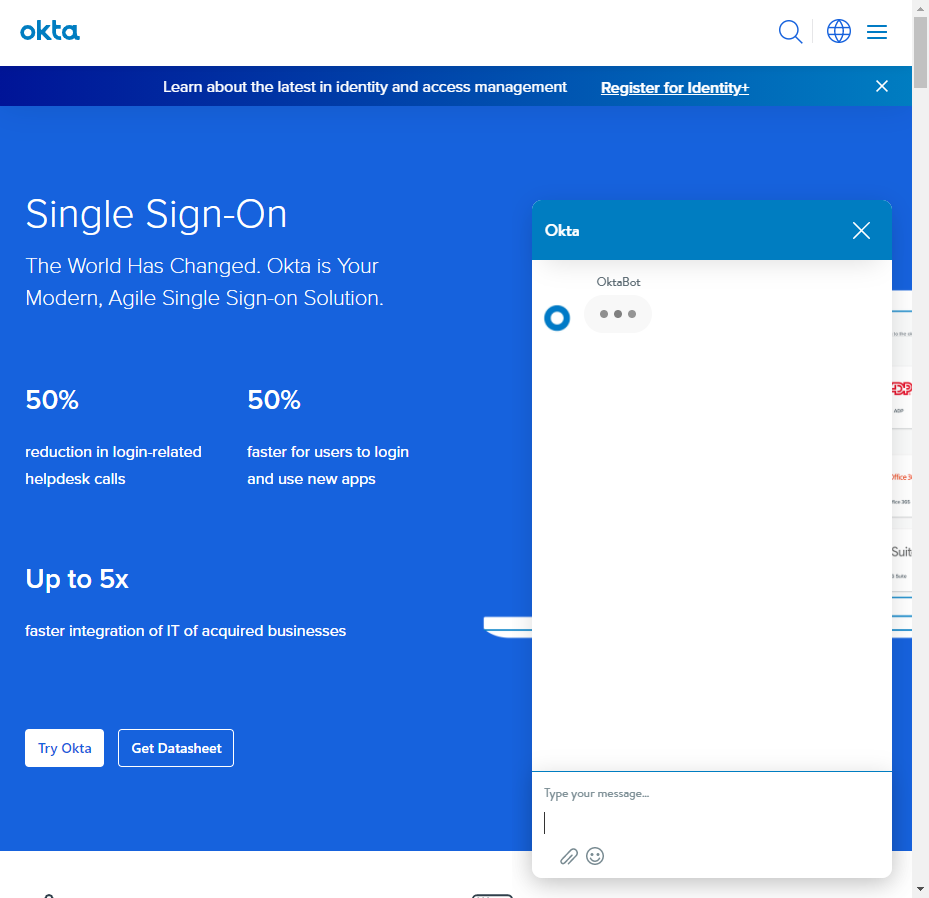 okta
Learn about the latest in identity and access management
Register for Identity+
Single Sign-On
The World Has Changed. Okta is Your
Modern, Agile Single Sign-on Solution.
50%
reduction in login-related
helpdesk calls
50%
faster for users to login
and use new apps
Up to 5x
faster integration of IT of acquired businesses
Try Okta
Get Datasheet
Okta
OktaBot
Type your message...
ADP
Suite